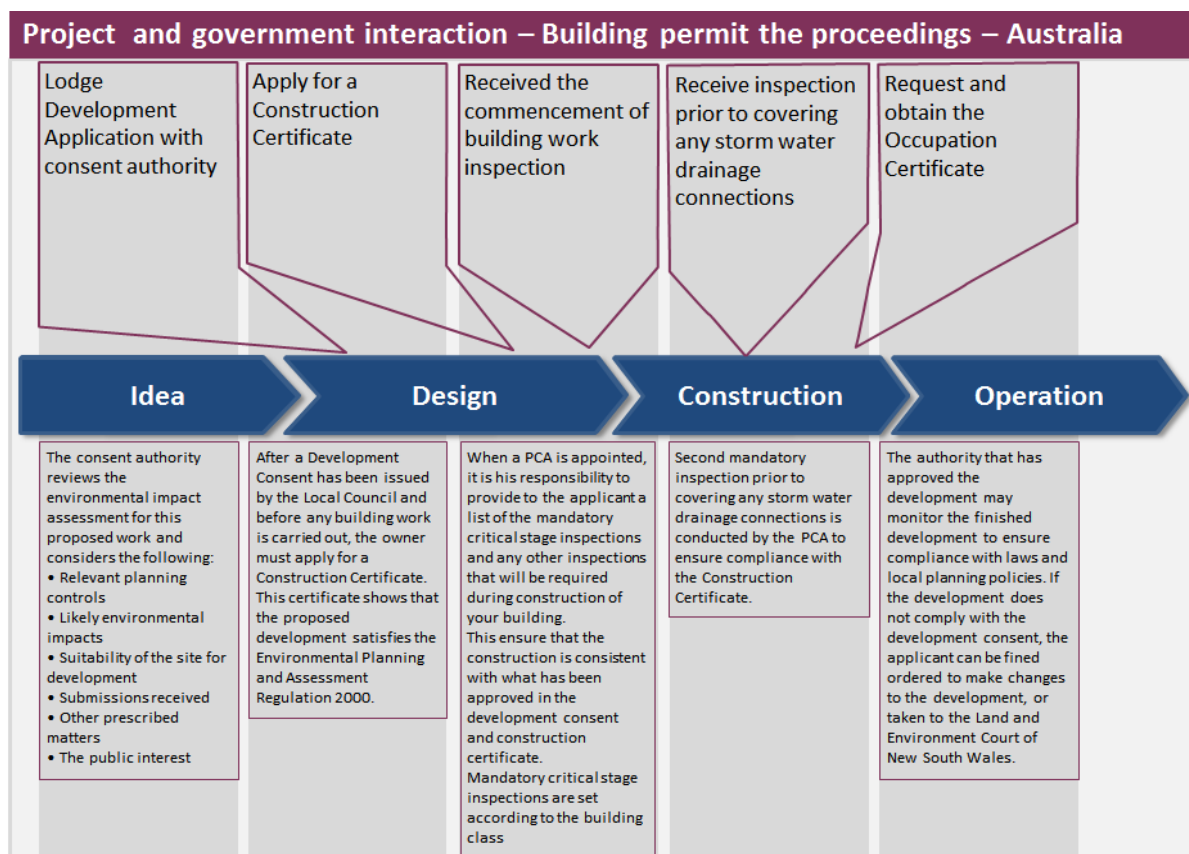 Project and government interaction – Building permit the proceedings – Australia
Lodge
Development
Application with
consent authority
Apply for a
Construction
Certificate
Received the
commencement of
building work
inspection
Receive inspection
prior to covering
any storm water
drainage
connections
Request and
obtain the
Occupation
Certificate
Idea
Design
Construction
Operation
The consent authority
reviews the
environmental impact
assessment for this
proposed work and
considers the following:
• Relevant planning
controls
• Likely environmental
impacts
• Suitability of the site for
development
• Submissions received
• Other prescribed
matters
• The public interest
After a Development
Consent has been issued
by the Local Council and
before any building work
is carried out, the owner
must apply for a
Construction Certificate.
This certificate shows that
the proposed
development satisfies the
Environmental Planning
and Assessment
Regulation 2000.
When a PCA is appointed,
it is his responsibility to
provide to the applicant a
list of the mandatory
critical stage inspections
and any other inspections
that will be required
during construction of
your building.
This ensure that the
construction is consistent
with what has been
approved in the
development consent
and construction
certificate.
Mandatory critical stage
inspections are set
according to the building
class
Second mandatory
inspection prior to
covering any storm water
drainage connections is
conducted by the PCA to
ensure compliance with
the Construction
Certificate.
The authority that has
approved the
development may
monitor the finished
development to ensure
compliance with laws and
local planning policies. If
the development does
not comply with the
development consent, the
applicant can be fined
ordered to make changes
to the development, or
taken to the Land and
Environment Court of
New South Wales.